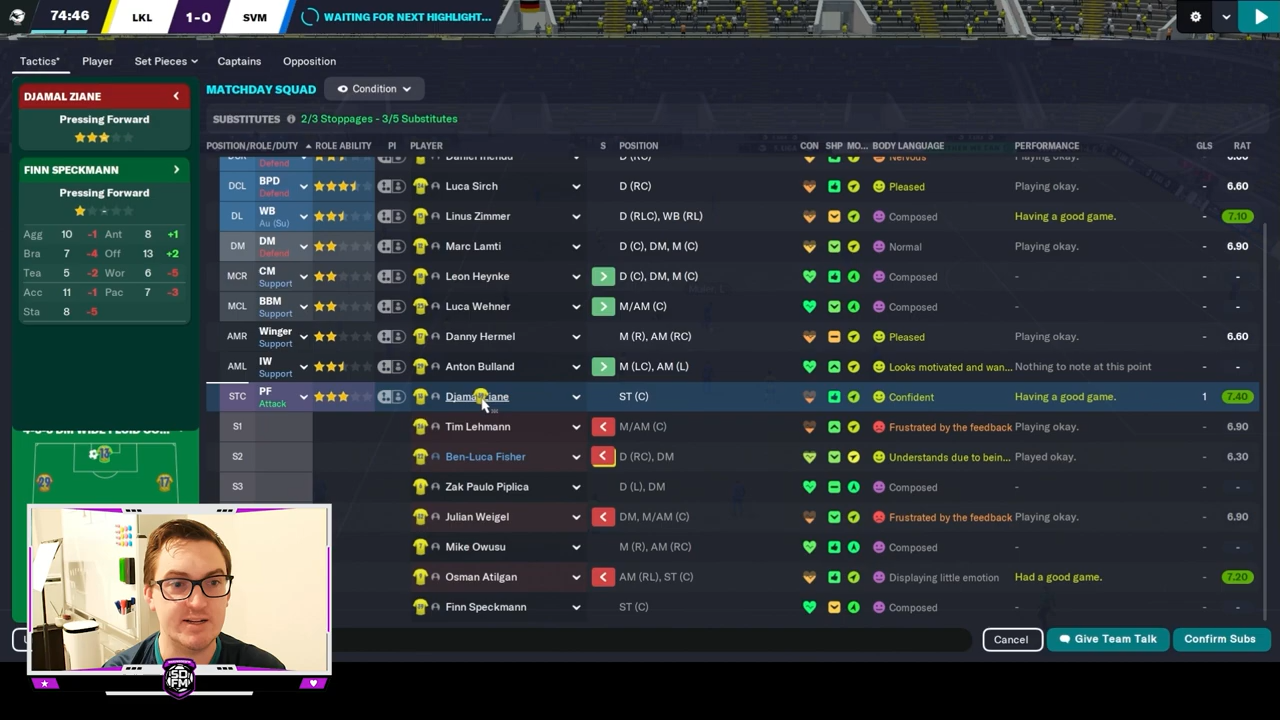 74:46 LKL 1-0 SVM WAITING FOR NEXT HIGHLIGHT...
Tactics* Player Set Pieces Captains Opposition
DJAMAL ZIANE
Pressing Forward
FINN SPECKMANN
Pressing Forward
Agg 10 -1 Ant 8 +1
Bra 7 -4 Off 13 +2
Tea 5 -2 Wor 6 -5
Acc 11 -1 Pac 7 -3
Sta 8 -5
MATCHDAY SQUAD Condition
SUBSTITUTES 2/3 Stoppages - 3/5 Substitutes
POSITION/ROLE/DUTY ROLE ABILITY PI PLAYER S POSITION CON SHP MO... BODY LANGUAGE PERFORMANCE GLS RAT
Defend D (RC) Nervous Playing okay.
DCL BPD Defend Luca Sirch D (RC) Pleased Playing okay. - 6.60
DL WB Au (Su) Linus Zimmer D (RLC), WB (RL) Composed Having a good game. - 7.10
DM DM Defend Marc Lamti D (C), DM, M (C) Normal Playing okay. - 6.90
MCR CM Support Leon Heynke D (C), DM, M (C) Composed - - -
MCL BBM Support Luca Wehner M/AM (C) Composed - - -
AMR Winger Support Danny Hermel M (R), AM (RC) Pleased Playing okay. - 6.60
AML IW Support Anton Bulland M (LC), AM (L) Looks motivated and wan... Nothing to note at this point - -
STC PF Attack Djamal Ziane ST (C) Confident Having a good game. 1 7.40
S1 Tim Lehmann M/AM (C) Frustrated by the feedback Playing okay. - 6.90
S2 Ben-Luca Fisher D (RC), DM Understands due to bein... Played okay. - 6.30
S3 Zak Paulo Piplica D (L), DM Composed - - -
Julian Weigel DM, M/AM (C) Frustrated by the feedback Playing okay. - 6.90
Mike Owusu M (R), AM (RC) Composed - - -
Osman Atilgan AM (RL), ST (C) Displaying little emotion Had a good game. - 7.20
Finn Speckmann ST (C) Composed - - -
Cancel Give Team Talk Confirm Subs
SDFM